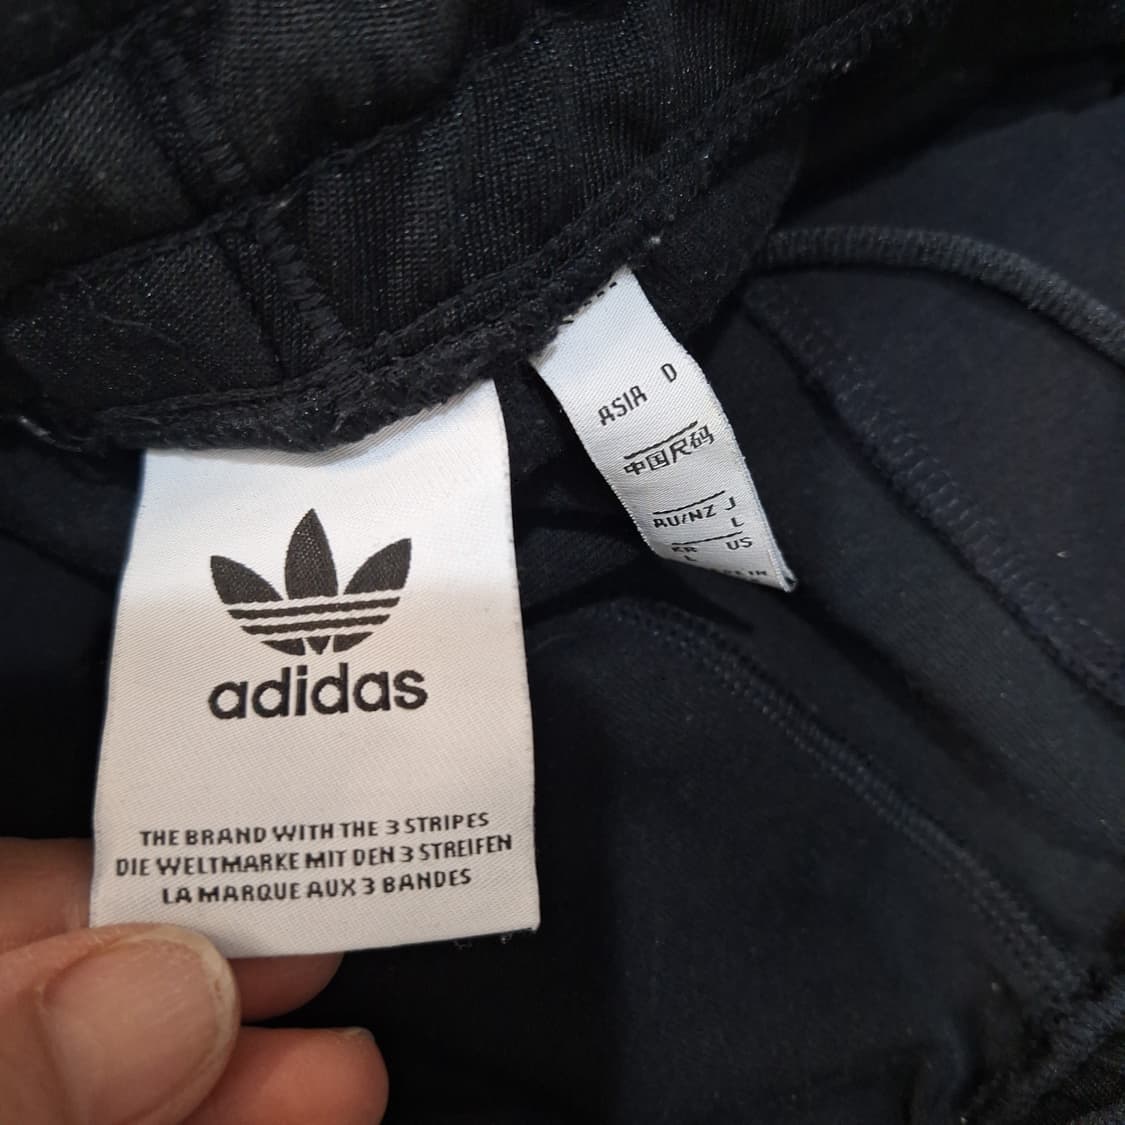 adidas
THE BRAND WITH THE 3 STRIPES
DIE WELTMARKE MIT DEN 3 STREIFEN
LA MARQUE AUX 3 BANDES
ASIA D
中国尺码
AU/NZ J
L
KR US
L